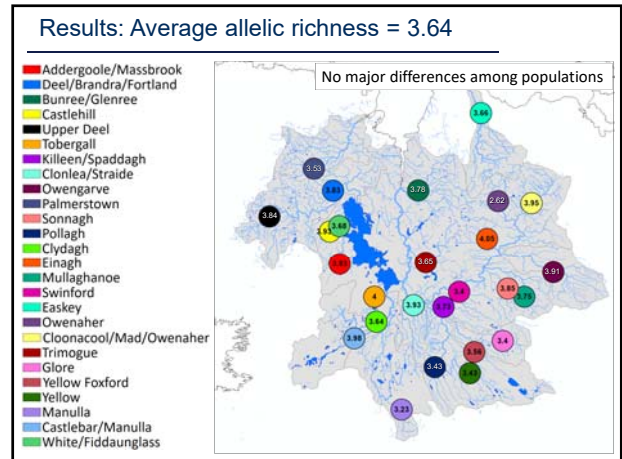 Results: Average allelic richness = 3.64
No major differences among populations
Addergoole/Massbrook
Deel/Brandra/Fortland
Bunree/Glenree
Castlehill
Upper Deel
Tobergall
Killeen/Spaddagh
Clonlea/Straide
Owengarve
Palmerstown
Sonnagh
Pollagh
Clydagh
Einagh
Mullaghanoe
Swinford
Easkey
Owenaher
Cloonacool/Mad/Owenaher
Trimogue
Glore
Yellow Foxford
Yellow
Manulla
Castlebar/Manulla
White/Fiddaunglass
3.66
3.53
3.83
3.78
2.62
3.95
3.84
3.93
3.68
3.65
3.91
4
3.93
3.85
3.75
3.64
3.98
3.4
3.56
3.43
3.43
3.23